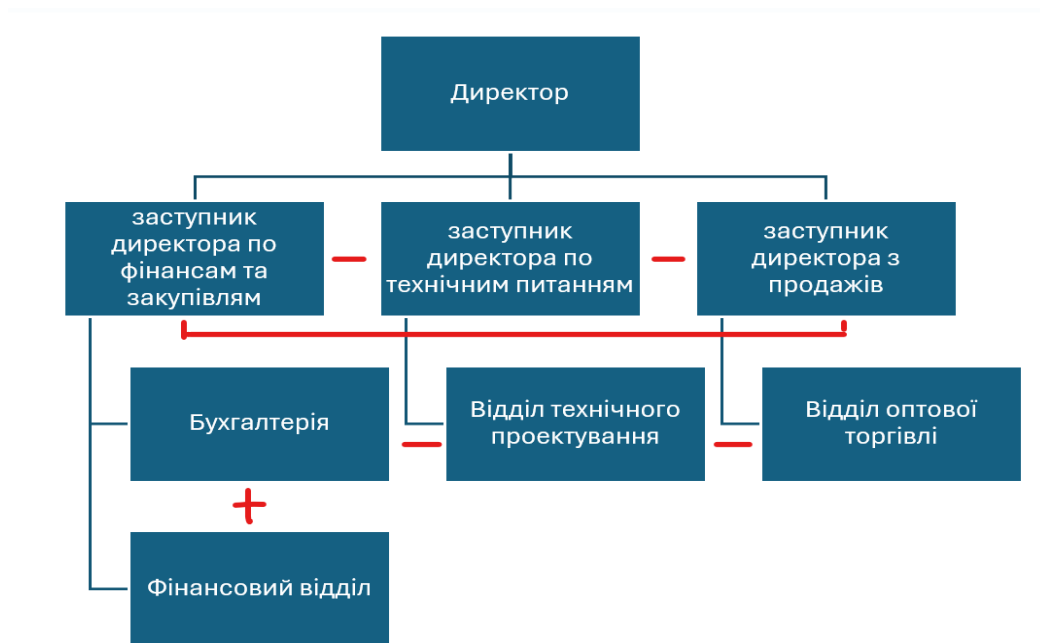 Директор
заступник
директора по
фінансам та
закупівлям
заступник
директора по
технічним питанням
заступник
директора з
продажів
Бухгалтерія
Відділ технічного
проектування
Відділ оптової
торгівлі
Фінансовий відділ